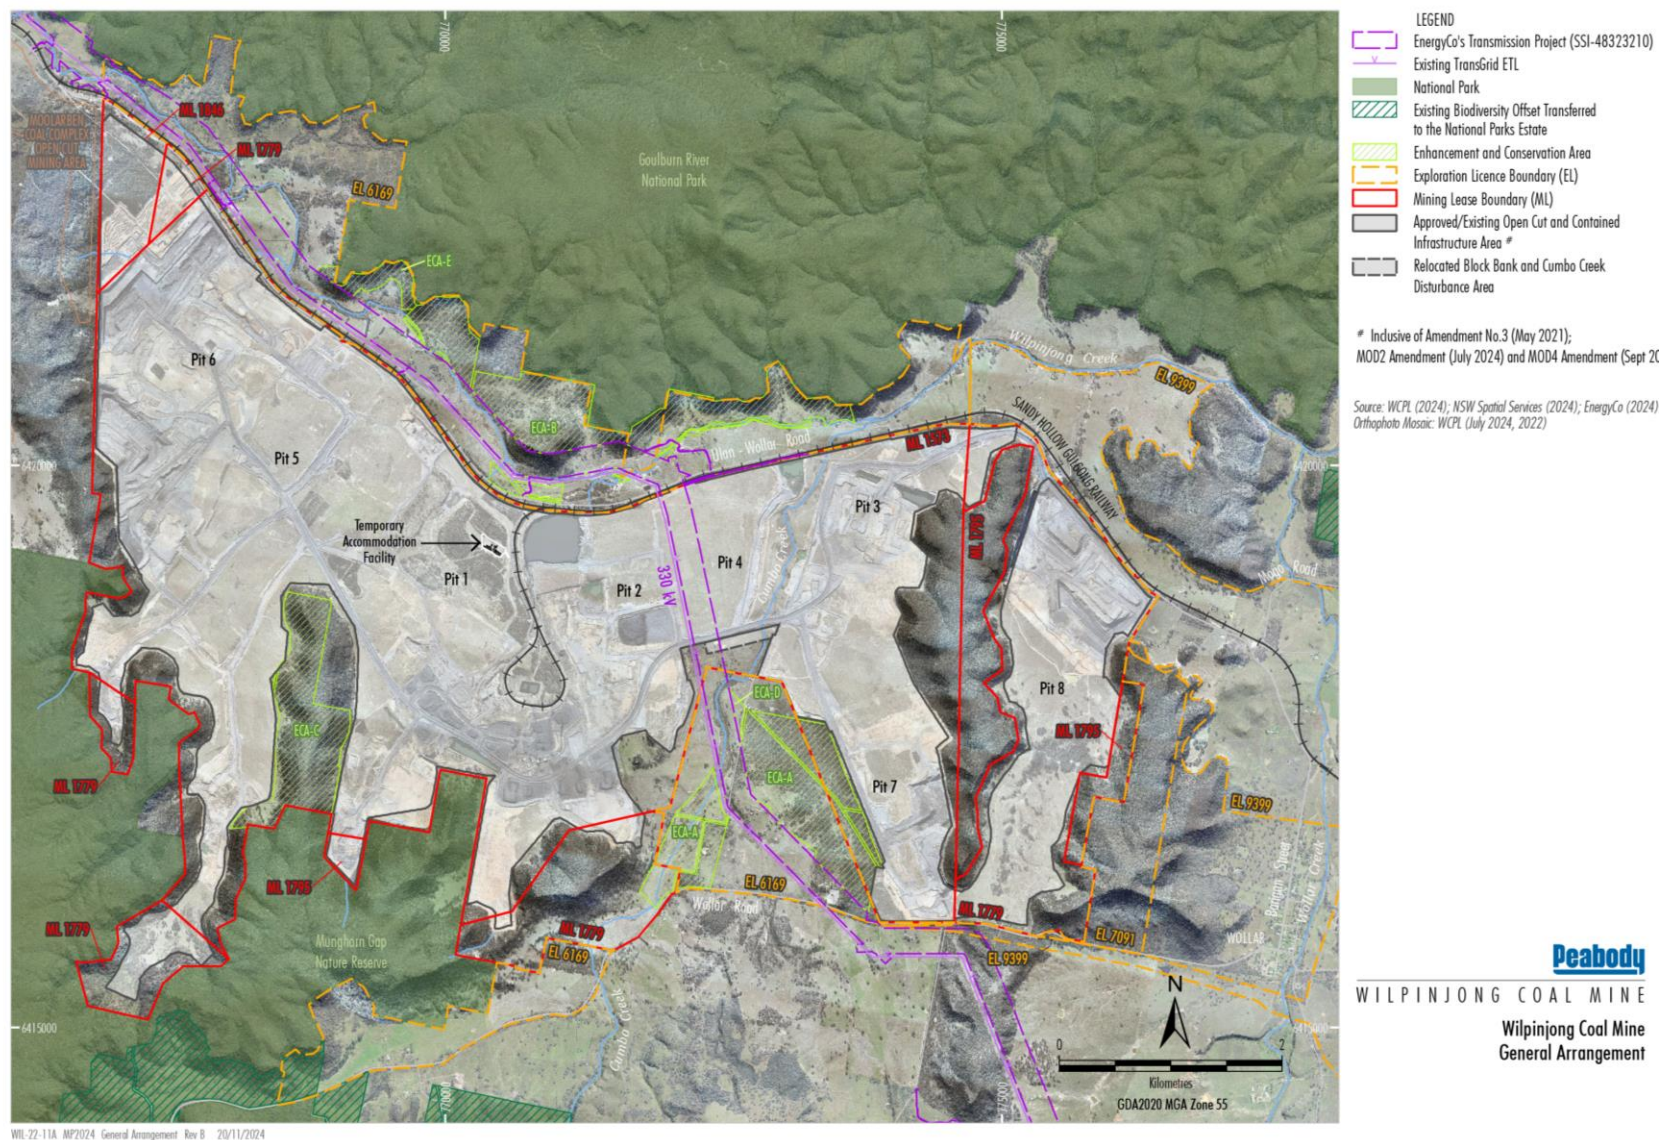 LEGEND
EnergyCo's Transmission Project (SSI-48323210)
Existing TransGrid ETL
National Park
Existing Biodiversity Offset Transferred
to the National Parks Estate
Enhancement and Conservation Area
Exploration Licence Boundary (EL)
Mining Lease Boundary (ML)
Approved/Existing Open Cut and Contained
Infrastructure Area #
Relocated Block Bank and Cumbo Creek
Disturbance Area
# Inclusive of Amendment No.3 (May 2021);
MOD2 Amendment (July 2024) and MOD4 Amendment (Sept 20
Source: WCPL (2024); NSW Spatial Services (2024); EnergyCo (2024)
Orthophoto Mosaic: WCPL (July 2024, 2022)
Peabody
WILPINJONG COAL MINE
Wilpinjong Coal Mine
General Arrangement
770000
775000
ML 1846
MOOLARBEN
COAL COMPLEX
OPEN CUT
MINING AREA
ML 1779
Goulburn River
National Park
EL 6169
ECA-E
Wilpinjong Creek
Pit 6
EL 9399
SANDY HOLLOW GULGONG RAILWAY
ECA-B
Ulan - Wollar Road
ML 1573
Pit 5
6420000
6420000
Pit 3
Temporary
Accommodation
Facility
ML 1795
Pit 4
Cumbo Creek
Mogo Road
Pit 1
Pit 2
330 kV
Pit 8
ECA-D
ECA-C
ML 1795
ECA-A
Pit 7
ML 1779
EL 9399
ECA-A
ML 1795
EL 6169
Wollar Road
ML 1779
ML 1779
ML 1779
EL 7091
WOLLAR
Wollar Creek
Munghorn Gap
Nature Reserve
EL 6169
EL 9399
N
Cumbo Creek
6415000
6415000
0
2
Kilometres
GDA2020 MGA Zone 55
770000
775000
WIL-22-11A MP2024 General Arrangement Rev B 20/11/2024